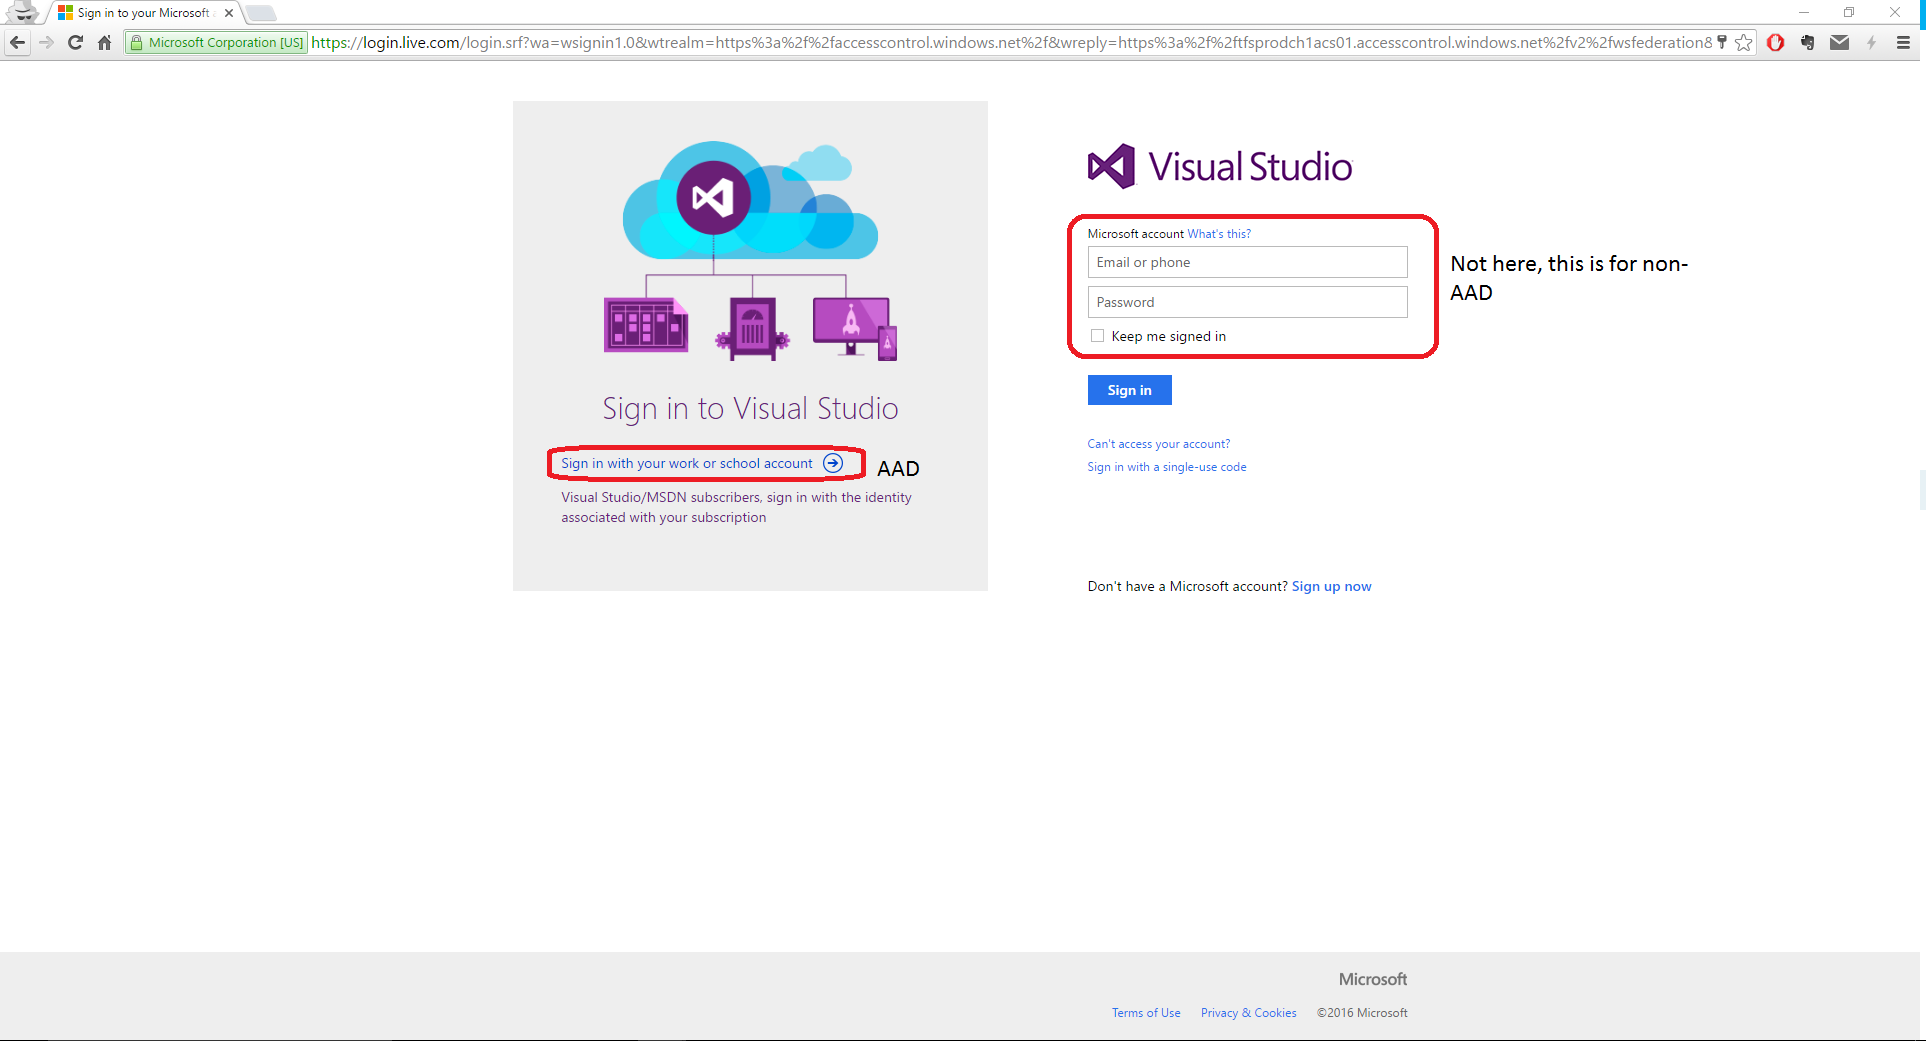 Sign in to your Microsoft a
Microsoft Corporation [US]
https://login.live.com/login.srf?wa=wsignin1.0&wtrealm=https%3a%2f%2faccesscontrol.windows.net%2f&wreply=https%3a%2f%2ftfsprodch1acs01.accesscontrol.windows.net%2fv2%2fwsfederation8
Visual Studio
Microsoft account What's this?
Email or phone
Password
Keep me signed in
Not here, this is for non-
AAD
Sign in
Sign in to Visual Studio
Sign in with your work or school account
AAD
Visual Studio/MSDN subscribers, sign in with the identity
associated with your subscription
Can't access your account?
Sign in with a single-use code
Don't have a Microsoft account? Sign up now
Microsoft
Terms of Use Privacy & Cookies ©2016 Microsoft